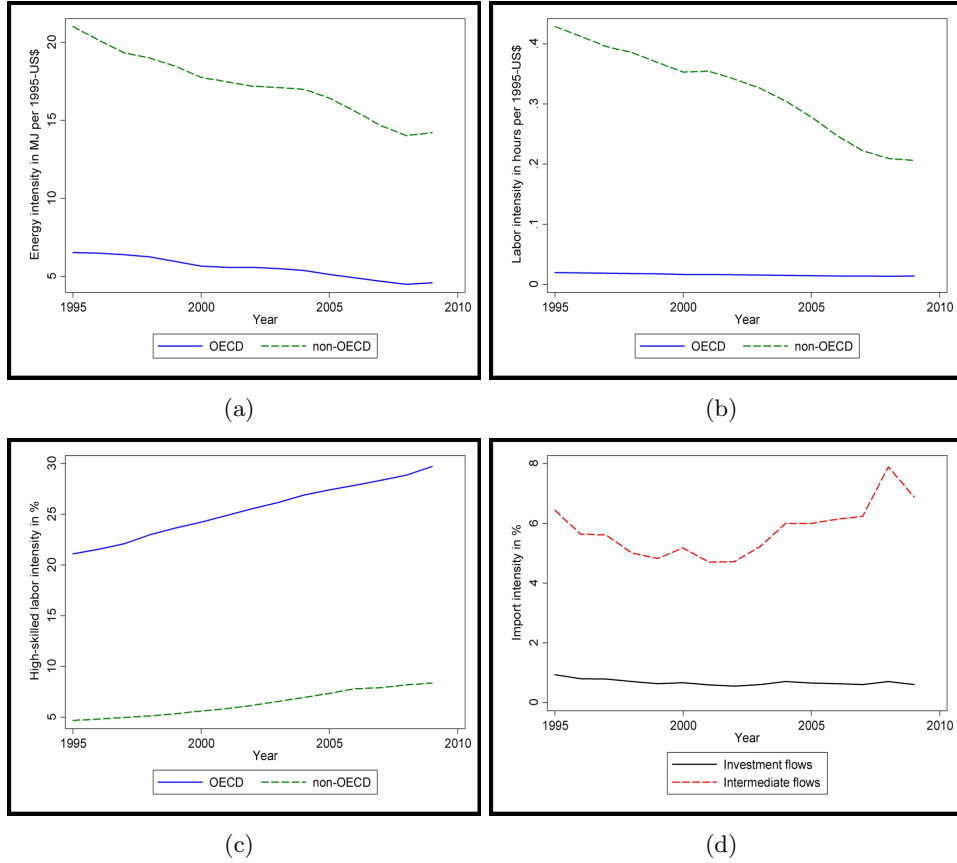 Energy intensity in MJ per 1995-US$
20
15
10
5
1995
2000
2005
2010
Year
OECD
non-OECD
(a)
Labor intensity in hours per 1995-US$
.4
.3
.2
.1
0
1995
2000
2005
2010
Year
OECD
non-OECD
(b)
High-skilled labor intensity in %
30
25
20
15
10
5
1995
2000
2005
2010
Year
OECD
non-OECD
(c)
Import intensity in %
8
6
4
2
0
1995
2000
2005
2010
Year
Investment flows
Intermediate flows
(d)